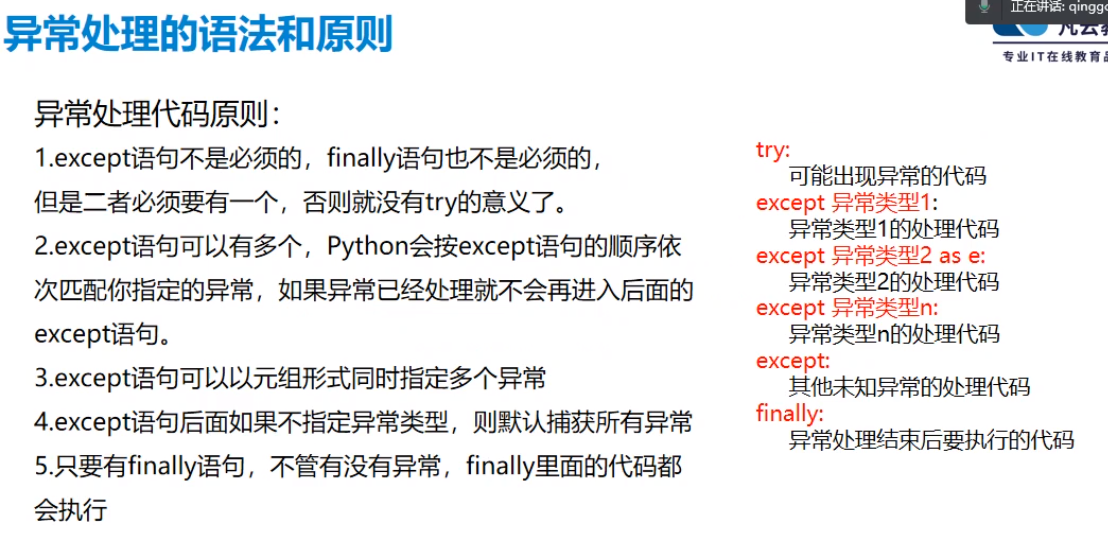 正在讲话: qingg
异常处理的语法和原则
专业IT在线教育
异常处理代码原则：
1.except语句不是必须的，finally语句也不是必须的，
但是二者必须要有一个，否则就没有try的意义了。
2.except语句可以有多个，Python会按except语句的顺序依
次匹配你指定的异常，如果异常已经处理就不会再进入后面的
except语句。
3.except语句可以以元组形式同时指定多个异常
4.except语句后面如果不指定异常类型，则默认捕获所有异常
5.只要有finally语句，不管有没有异常，finally里面的代码都
会执行
try:
可能出现异常的代码
except 异常类型1:
异常类型1的处理代码
except 异常类型2 as e:
异常类型2的处理代码
except 异常类型n:
异常类型n的处理代码
except:
其他未知异常的处理代码
finally:
异常处理结束后要执行的代码